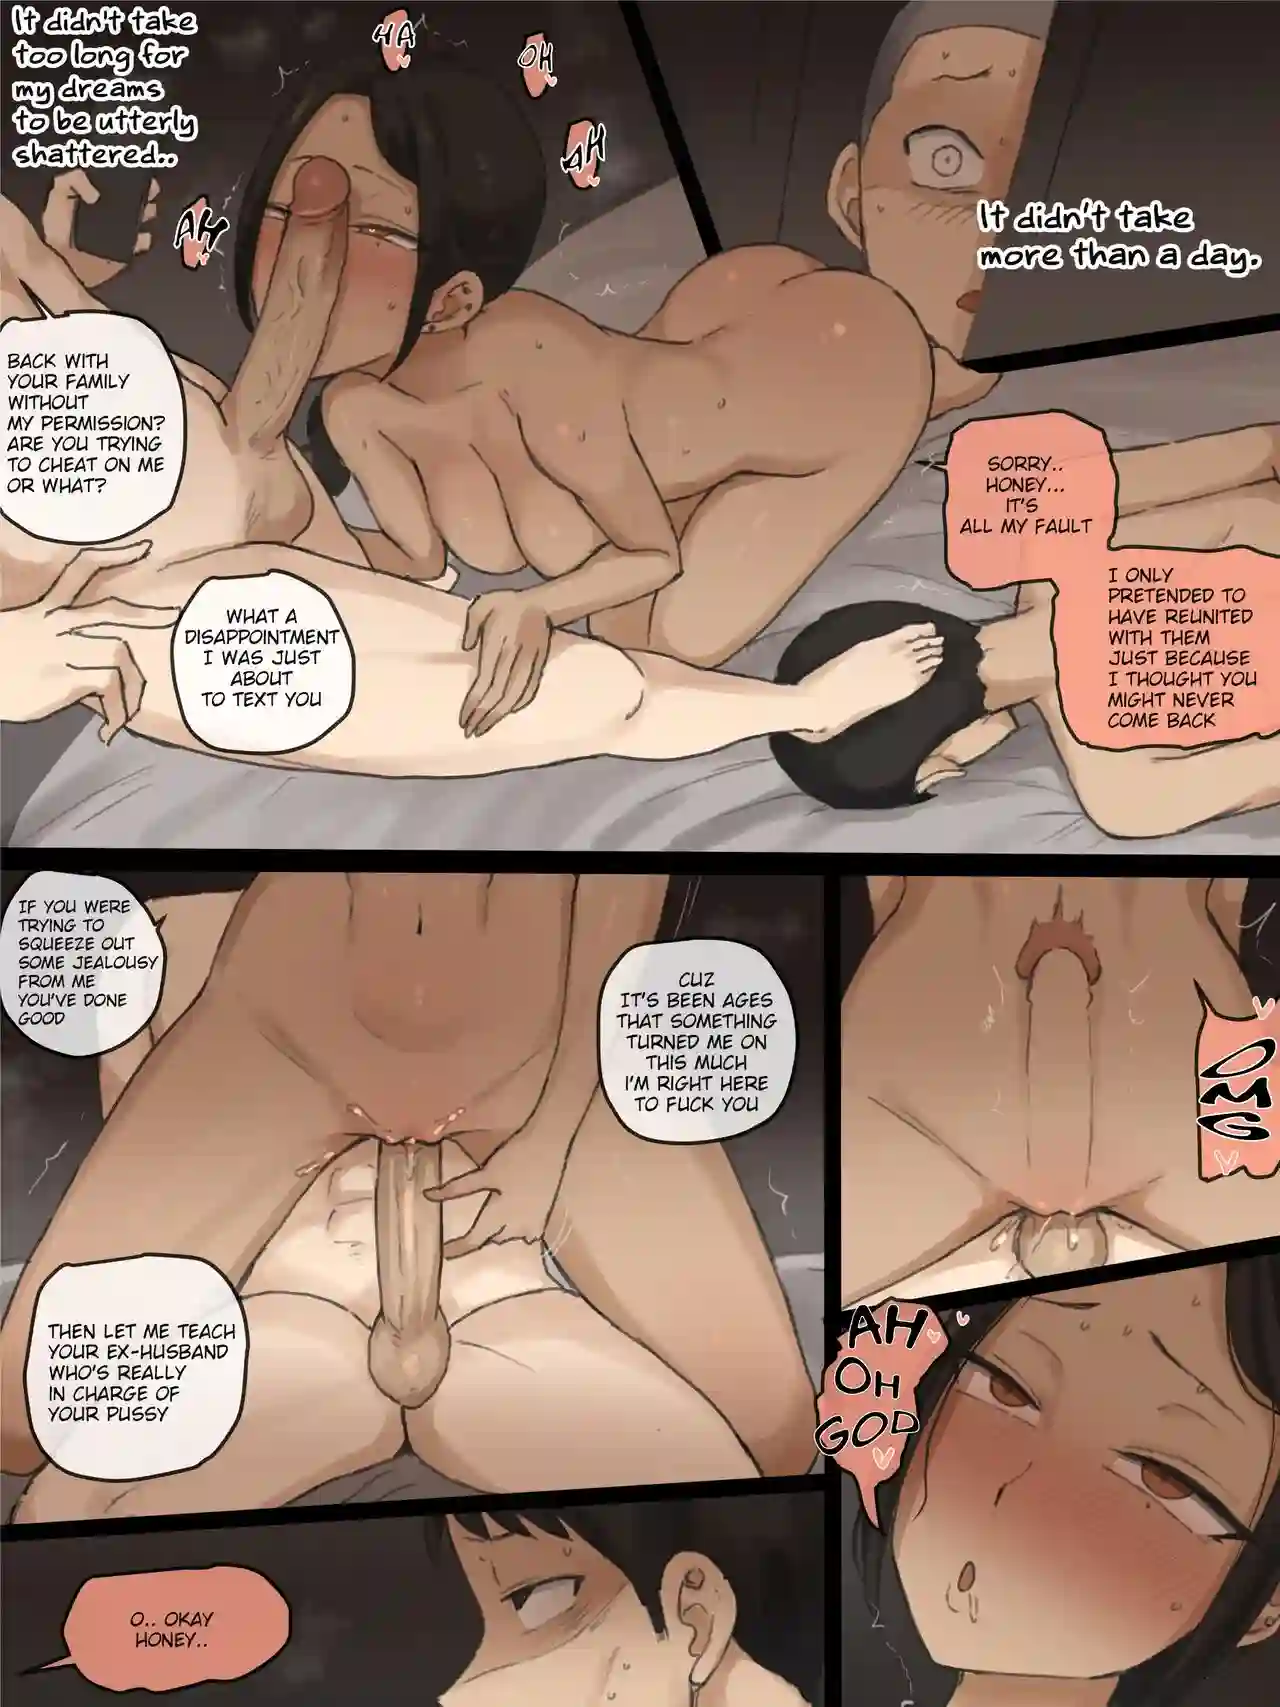 It didn't take
too long for
my dreams
to be utterly
shattered..
HA
OH
AH
AH
It didn't take
more than a day.
BACK WITH
YOUR FAMILY
WITHOUT
MY PERMISSION?
ARE YOU TRYING
TO CHEAT ON ME
OR WHAT?
SORRY..
HONEY...
IT'S
ALL MY FAULT
I ONLY
PRETENDED TO
HAVE REUNITED
WITH THEM
JUST BECAUSE
I THOUGHT YOU
MIGHT NEVER
COME BACK
WHAT A
DISAPPOINTMENT
I WAS JUST
ABOUT
TO TEXT YOU
IF YOU WERE
TRYING TO
SQUEEZE OUT
SOME JEALOUSY
FROM ME
YOU'VE DONE
GOOD
CUZ
IT'S BEEN AGES
THAT SOMETHING
TURNED ME ON
THIS MUCH
I'M RIGHT HERE
TO FUCK YOU
OMG
THEN LET ME TEACH
YOUR EX-HUSBAND
WHO'S REALLY
IN CHARGE OF
YOUR PUSSY
AH
OH
GOD
O.. OKAY
HONEY..